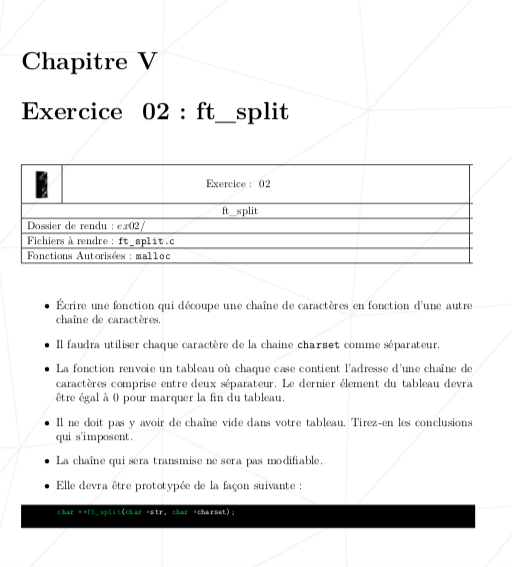 Chapitre V
Exercice 02 : ft_split
Exercice : 02
ft_split
Dossier de rendu : ex02/
Fichiers à rendre : ft_split.c
Fonctions Autorisées : malloc
• Écrire une fonction qui découpe une chaîne de caractères en fonction d'une autre
chaîne de caractères.
• Il faudra utiliser chaque caractère de la chaine charset comme séparateur.
• La fonction renvoie un tableau où chaque case contient l'adresse d'une chaîne de
caractères comprise entre deux séparateur. Le dernier élement du tableau devra
être égal à 0 pour marquer la fin du tableau.
• Il ne doit pas y avoir de chaîne vide dans votre tableau. Tirez-en les conclusions
qui s'imposent.
• La chaîne qui sera transmise ne sera pas modifiable.
• Elle devra être prototypée de la façon suivante :
char **ft_split(char *str, char *charset);